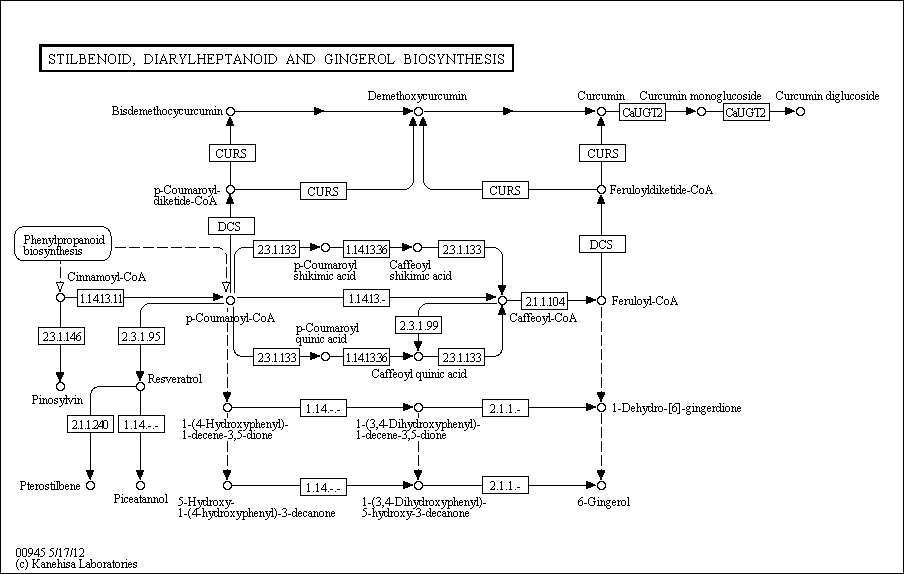 STILBENOID, DIARYLHEPTANOID AND GINGEROL BIOSYNTHESIS
Demethoxycurcumin
Curcumin
Curcumin monoglucoside
Curcumin diglucoside
Bisdemethocycurcumin
CaUGT2
CaUGT2
CURS
CURS
p-Coumaroyl-
diketide-CoA
CURS
CURS
Feruloyldiketide-CoA
DCS
DCS
Phenylpropanoid
biosynthesis
2.3.1.133
1.14.13.36
2.3.1.133
p-Coumaroyl
shikimic acid
Caffeoyl
shikimic acid
Cinnamoyl-CoA
1.14.13.11
1.14.13.-
2.1.1.104
Feruloyl-CoA
p-Coumaroyl-CoA
Caffeoyl-CoA
2.3.1.146
2.3.1.95
p-Coumaroyl
quinic acid
2.3.1.99
2.3.1.133
1.14.13.36
2.3.1.133
Caffeoyl quinic acid
Resveratrol
Pinosylvin
1.14.-.-
2.1.1.-
1-Dehydro-[6]-gingerdione
2.1.1.240
1.14.-.-
1-(4-Hydroxyphenyl)-
1-decene-3,5-dione
1-(3,4-Dihydroxyphenyl)-
1-decene-3,5-dione
Pterostilbene
Piceatannol
1.14.-.-
2.1.1.-
5-Hydroxy-
1-(4-hydroxyphenyl)-3-decanone
1-(3,4-Dihydroxyphenyl)-
5-hydroxy-3-decanone
6-Gingerol
00945 5/17/12
(c) Kanehisa Laboratories